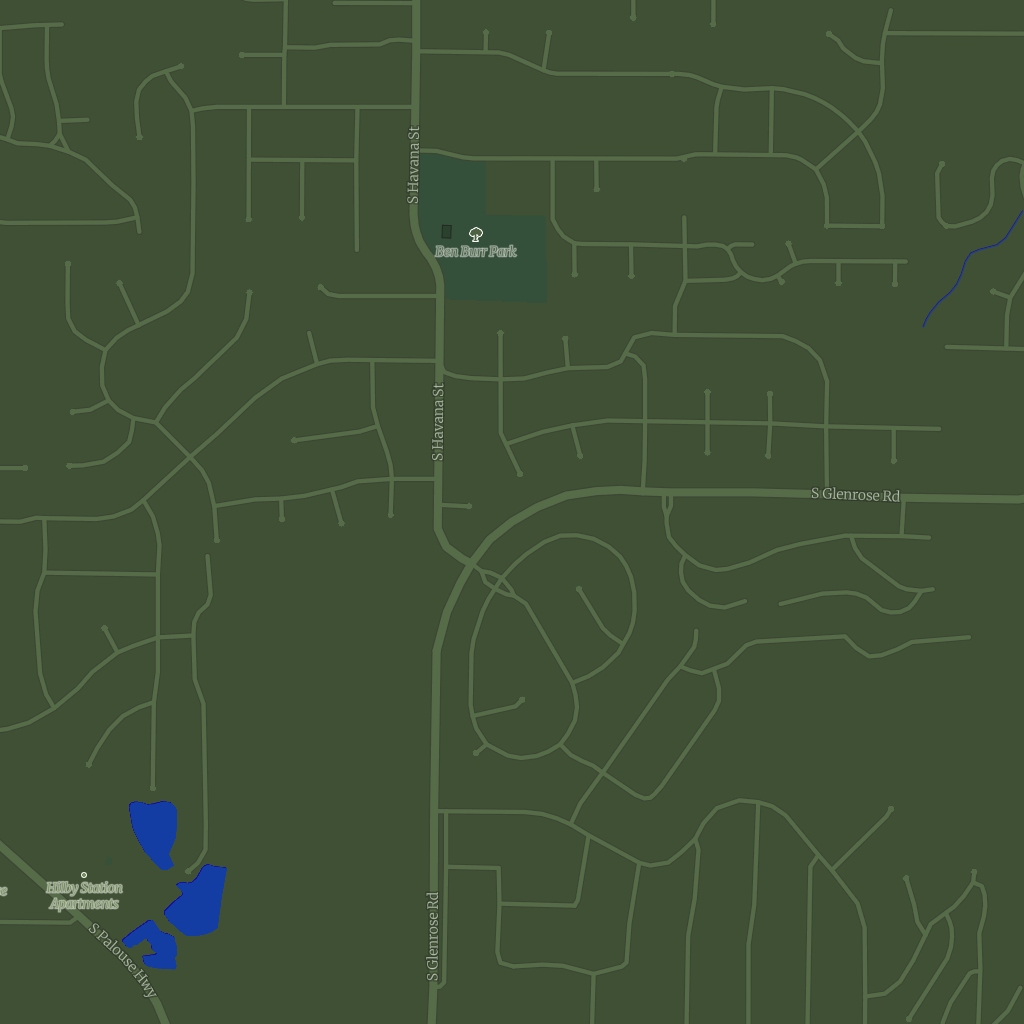 S Havana St
Ben Burr Park
S Havana St
S Glenrose Rd
Hilby Station
Apartments
S Palouse Hwy
S Glenrose Rd